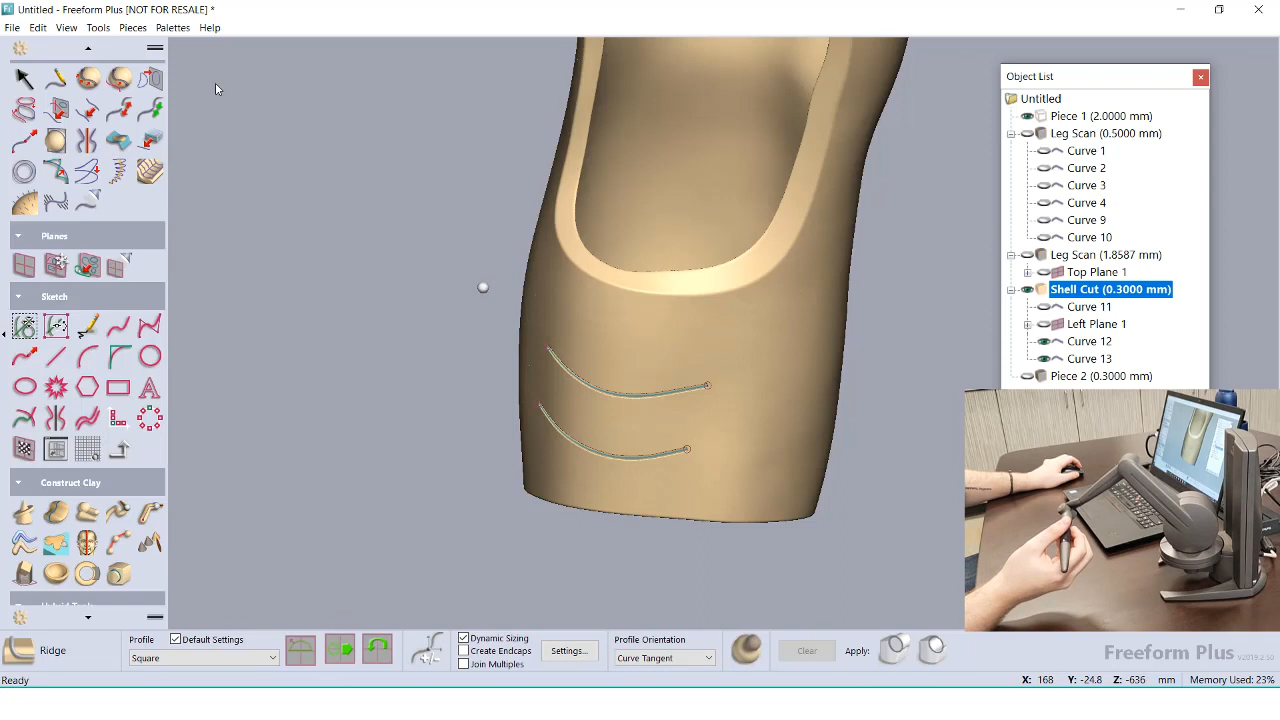 Untitled - Freeform Plus [NOT FOR RESALE] *
File Edit View Tools Pieces Palettes Help
Object List
Untitled
Piece 1 (2.0000 mm)
Leg Scan (0.5000 mm)
Curve 1
Curve 2
Curve 3
Curve 4
Curve 9
Curve 10
Leg Scan (1.8587 mm)
Top Plane 1
Shell Cut (0.3000 mm)
Curve 11
Left Plane 1
Curve 12
Curve 13
Piece 2 (0.3000 mm)
Planes
Sketch
Construct Clay
Ridge
Profile
Default Settings
Square
Dynamic Sizing
Create Endcaps
Join Multiples
Settings...
Profile Orientation
Curve Tangent
Clear
Apply:
Freeform Plus v2019.2.50
Ready
X: 168 Y: -24.8 Z: -636 mm Memory Used: 23%